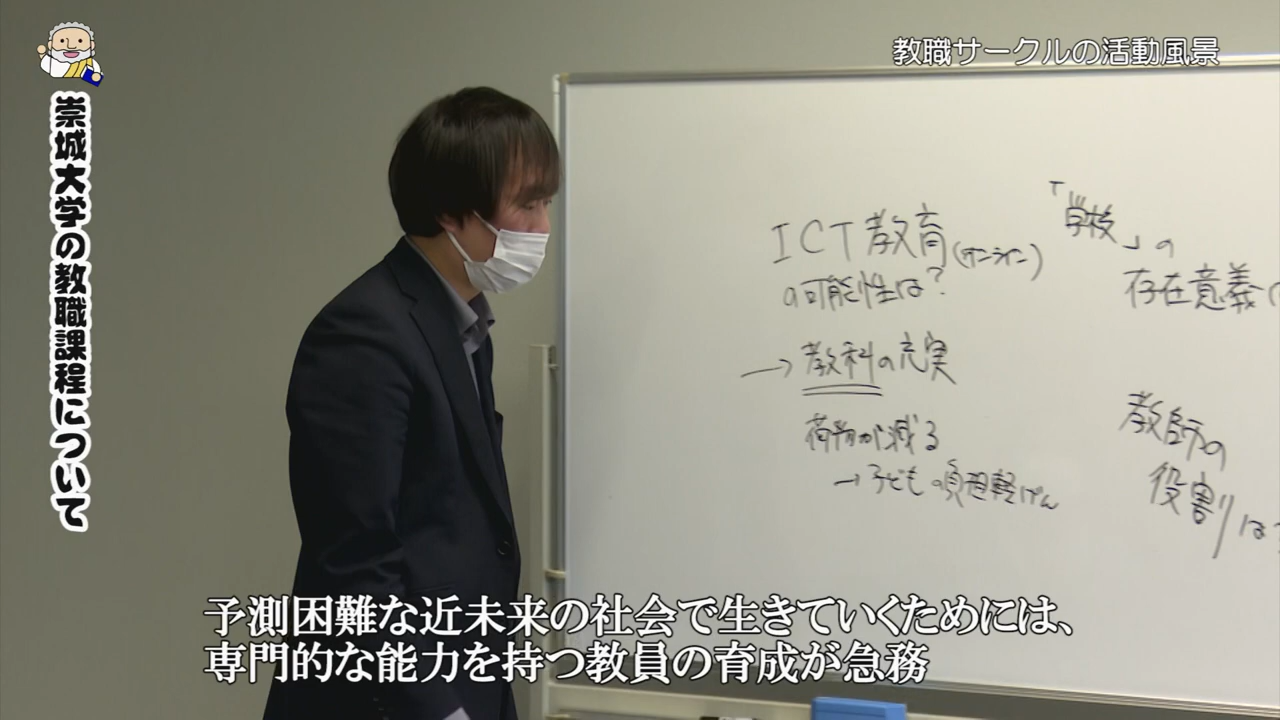 崇城大学の教職課程について
教職サークルの活動風景
ICT教育(オンライン)
の可能性は?
→教科の充実
荷物が減る
→子どもの負担軽げん
「学校」の
存在意義
教師の
役割は
予測困難な近未来の社会で生きていくためには、
専門的な能力を持つ教員の育成が急務